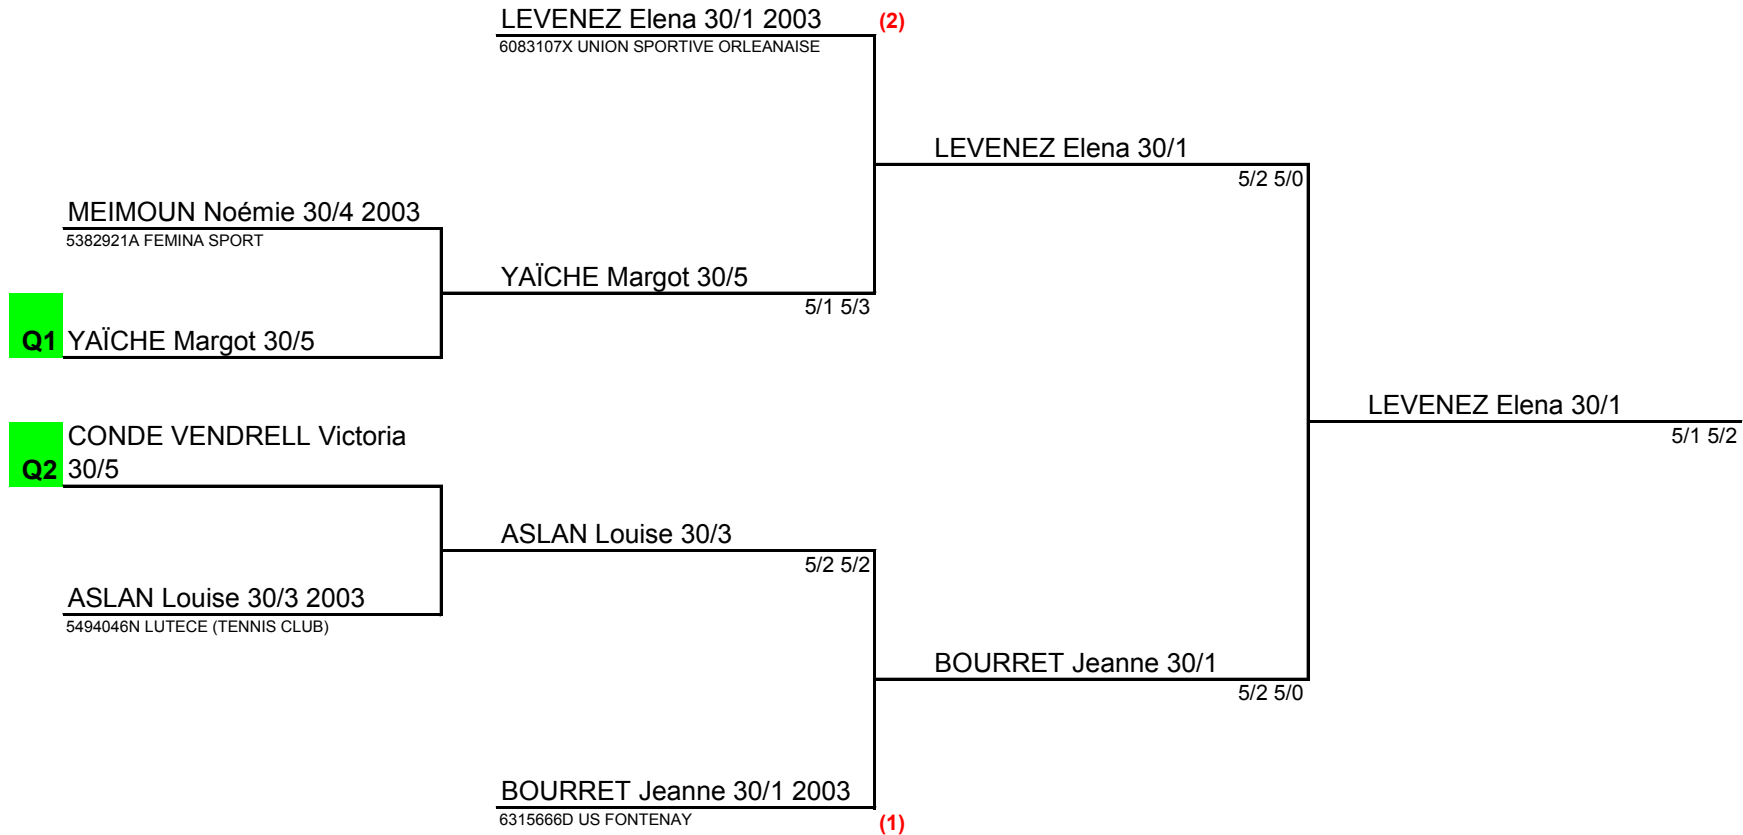 LEVENEZ Elena 30/1 2003
(2)
6083107X UNION SPORTIVE ORLEANAISE
LEVENEZ Elena 30/1
5/2 5/0
MEIMOUN Noémie 30/4 2003
5382921A FEMINA SPORT
YAÏCHE Margot 30/5
5/1 5/3
Q1 YAÏCHE Margot 30/5
LEVENEZ Elena 30/1
5/1 5/2
CONDE VENDRELL Victoria
Q2 30/5
ASLAN Louise 30/3
5/2 5/2
ASLAN Louise 30/3 2003
5494046N LUTECE (TENNIS CLUB)
BOURRET Jeanne 30/1
5/2 5/0
BOURRET Jeanne 30/1 2003
6315666D US FONTENAY
(1)